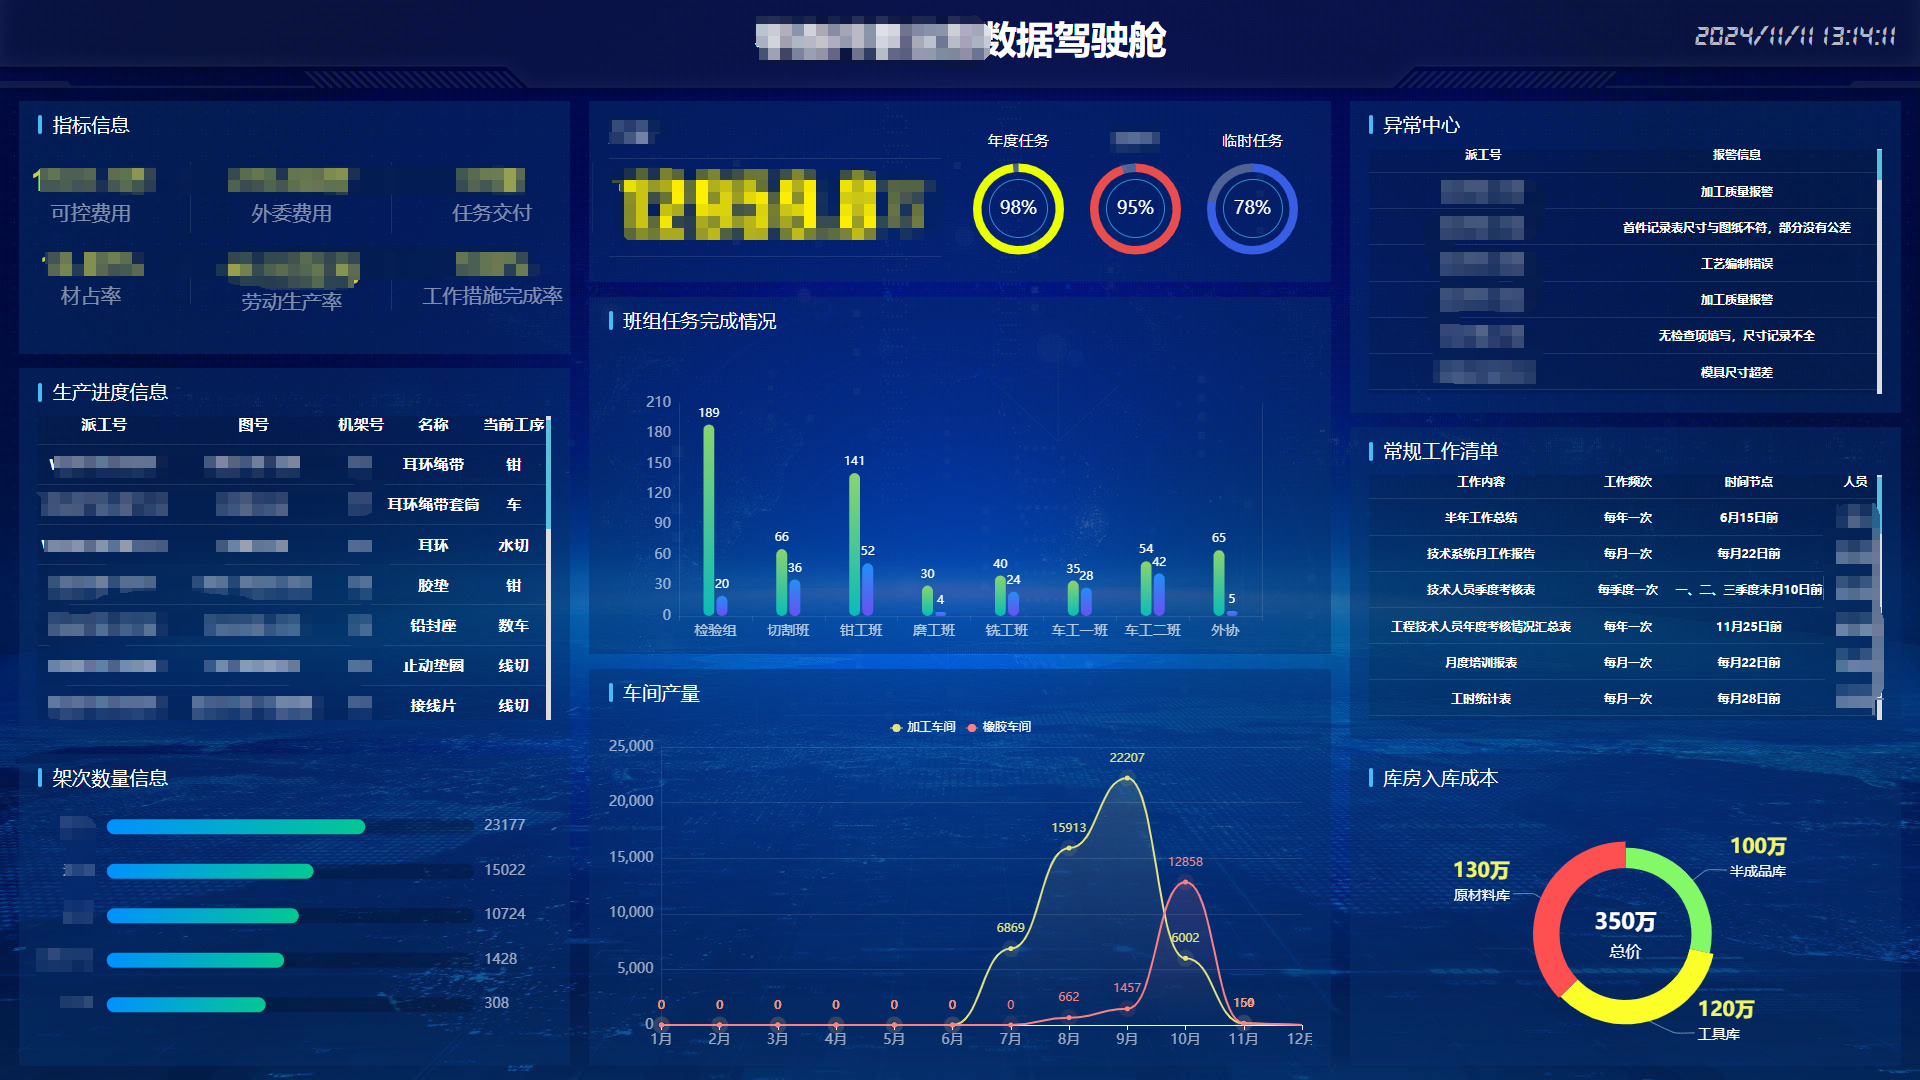 数据驾驶舱
2024/11/11 13:14:11
指标信息
可控费用 外委费用 任务交付
材占率 劳动生产率 工作措施完成率
生产进度信息
派工号 图号 机架号 名称 当前工序
耳环绳带 钳
耳环绳带套筒 车
耳环 水切
胶垫 钳
铅封座 数车
止动垫圈 线切
接线片 线切
架次数量信息
23177
15022
10724
1428
308
年度任务 临时任务
98% 95% 78%
班组任务完成情况
210
180
150
120
90
60
30
0
189 20
66 36
141 52
30 4
40 24
35 28
54 42
65 5
检验组 切割班 钳工班 磨工班 铣工班 车工一班 车工二班 外协
车间产量
加工车间 橡胶车间
25,000
20,000
15,000
10,000
5,000
0
22207
15913
12858
6869
6002
1457
662
0 0 0 0 0 0 0
1月 2月 3月 4月 5月 6月 7月 8月 9月 10月 11月 12月
异常中心
派工号 报警信息
加工质量报警
首件记录表尺寸与图纸不符，部分没有公差
工艺编制错误
加工质量报警
无检查项填写，尺寸记录不全
模具尺寸超差
常规工作清单
工作内容 工作频次 时间节点 人员
半年工作总结 每年一次 6月15日前
技术系统月工作报告 每月一次 每月22日前
技术人员季度考核表 每季度一次 一、二、三季度末月10日前
工程技术人员年度考核情况汇总表 每年一次 11月25日前
月度培训报表 每月一次 每月22日前
工时统计表 每月一次 每月28日前
库房入库成本
100万
半成品库
130万
原材料库
350万
总价
120万
工具库